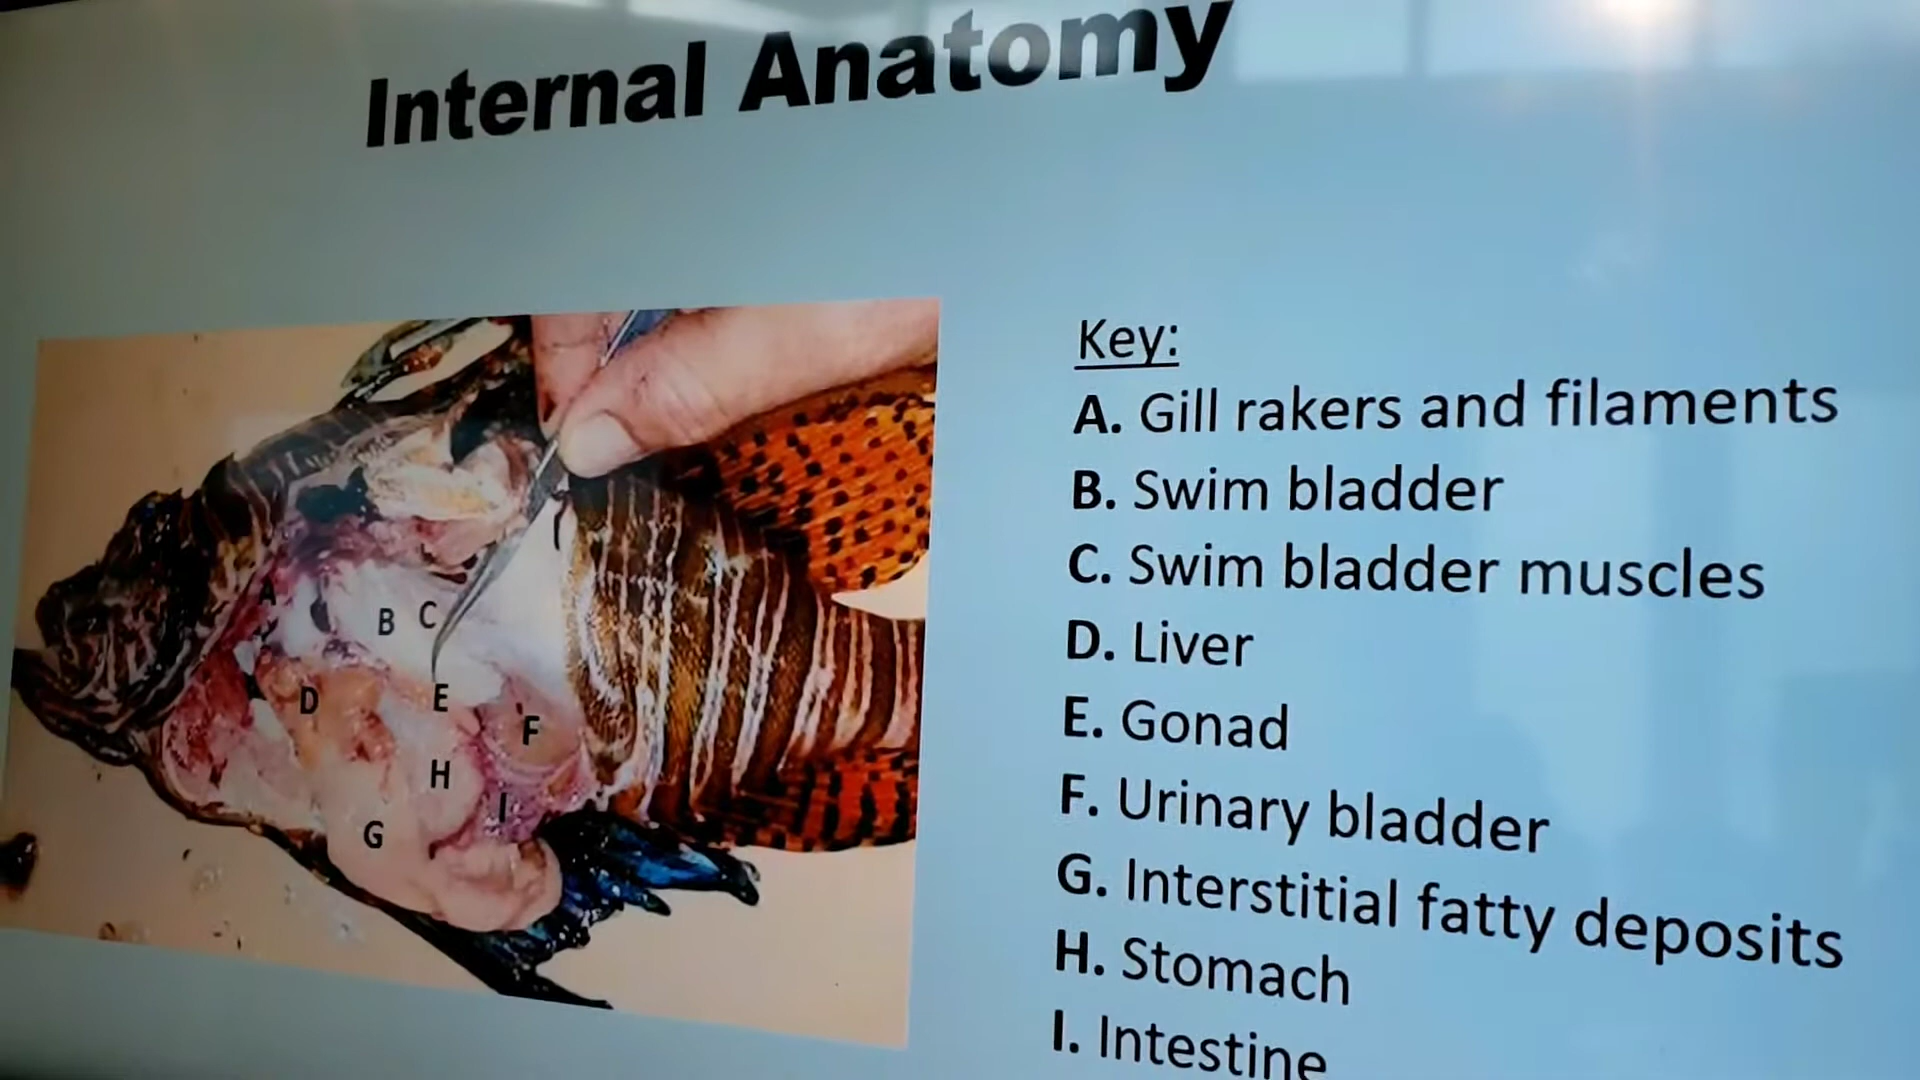 Internal Anatomy
A
B
C
D
E
F
H
I
G
Key:
A. Gill rakers and filaments
B. Swim bladder
C. Swim bladder muscles
D. Liver
E. Gonad
F. Urinary bladder
G. Interstitial fatty deposits
H. Stomach
I. Intestine